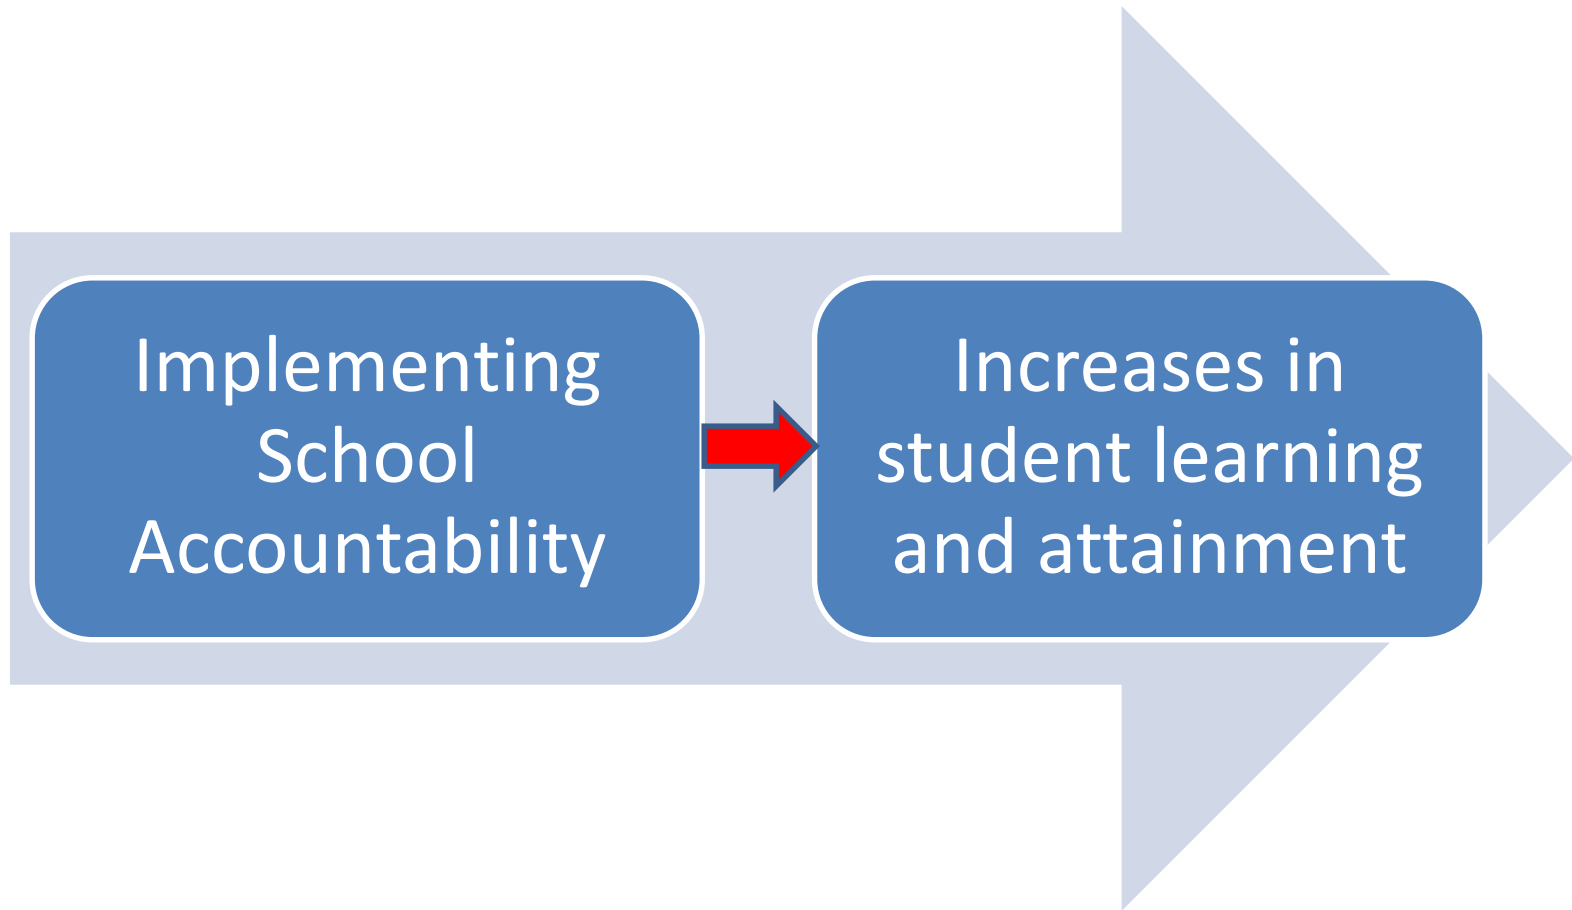 Implementing
School
Accountability
Increases in
student learning
and attainment